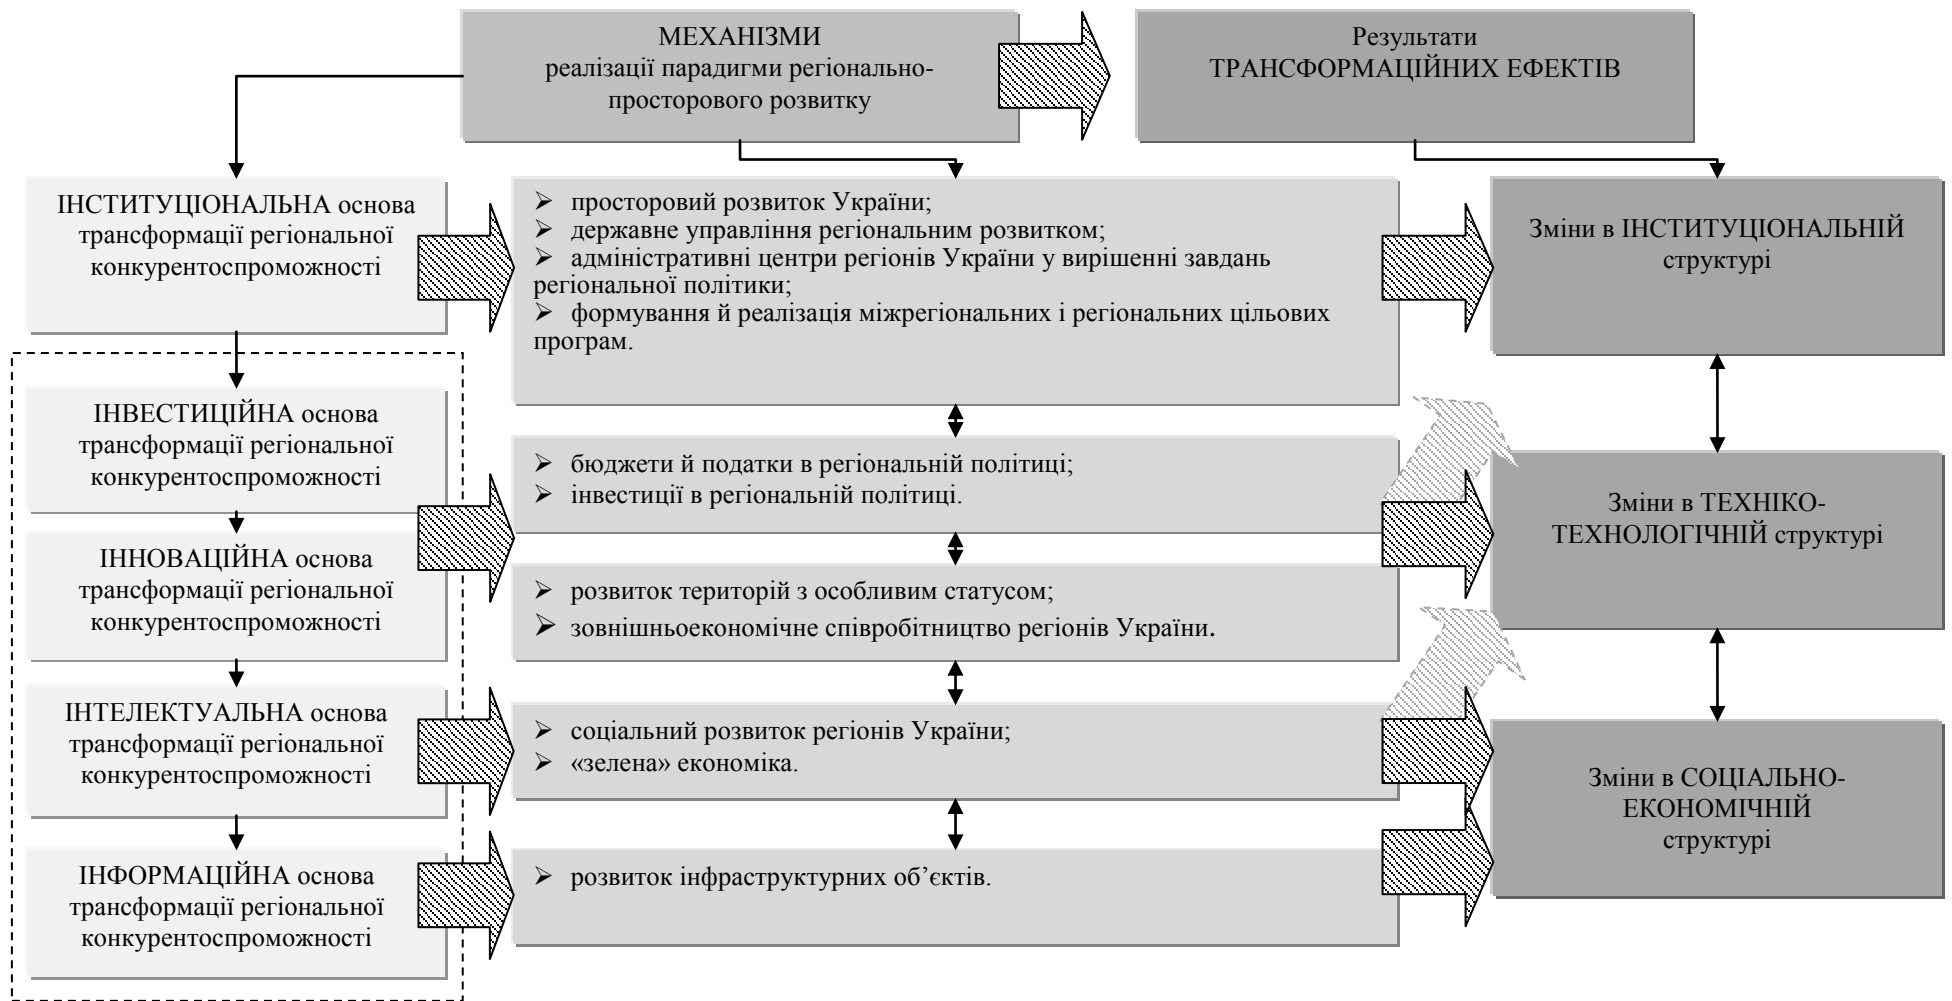 МЕХАНІЗМИ
реалізації парадигми регіонально-
просторового розвитку
Результати
ТРАНСФОРМАЦІЙНИХ ЕФЕКТІВ
ІНСТИТУЦІОНАЛЬНА основа
трансформації регіональної
конкурентоспроможності
➢ просторовий розвиток України;
➢ державне управління регіональним розвитком;
➢ адміністративні центри регіонів України у вирішенні завдань
регіональної політики;
➢ формування й реалізація міжрегіональних і регіональних цільових
програм.
Зміни в ІНСТИТУЦІОНАЛЬНІЙ
структурі
ІНВЕСТИЦІЙНА основа
трансформації регіональної
конкурентоспроможності
➢ бюджети й податки в регіональній політиці;
➢ інвестиції в регіональній політиці.
Зміни в ТЕХНІКО-
ТЕХНОЛОГІЧНІЙ структурі
ІННОВАЦІЙНА основа
трансформації регіональної
конкурентоспроможності
➢ розвиток територій з особливим статусом;
➢ зовнішньоекономічне співробітництво регіонів України.
ІНТЕЛЕКТУАЛЬНА основа
трансформації регіональної
конкурентоспроможності
➢ соціальний розвиток регіонів України;
➢ «зелена» економіка.
Зміни в СОЦІАЛЬНО-
ЕКОНОМІЧНІЙ
структурі
ІНФОРМАЦІЙНА основа
трансформації регіональної
конкурентоспроможності
➢ розвиток інфраструктурних об’єктів.